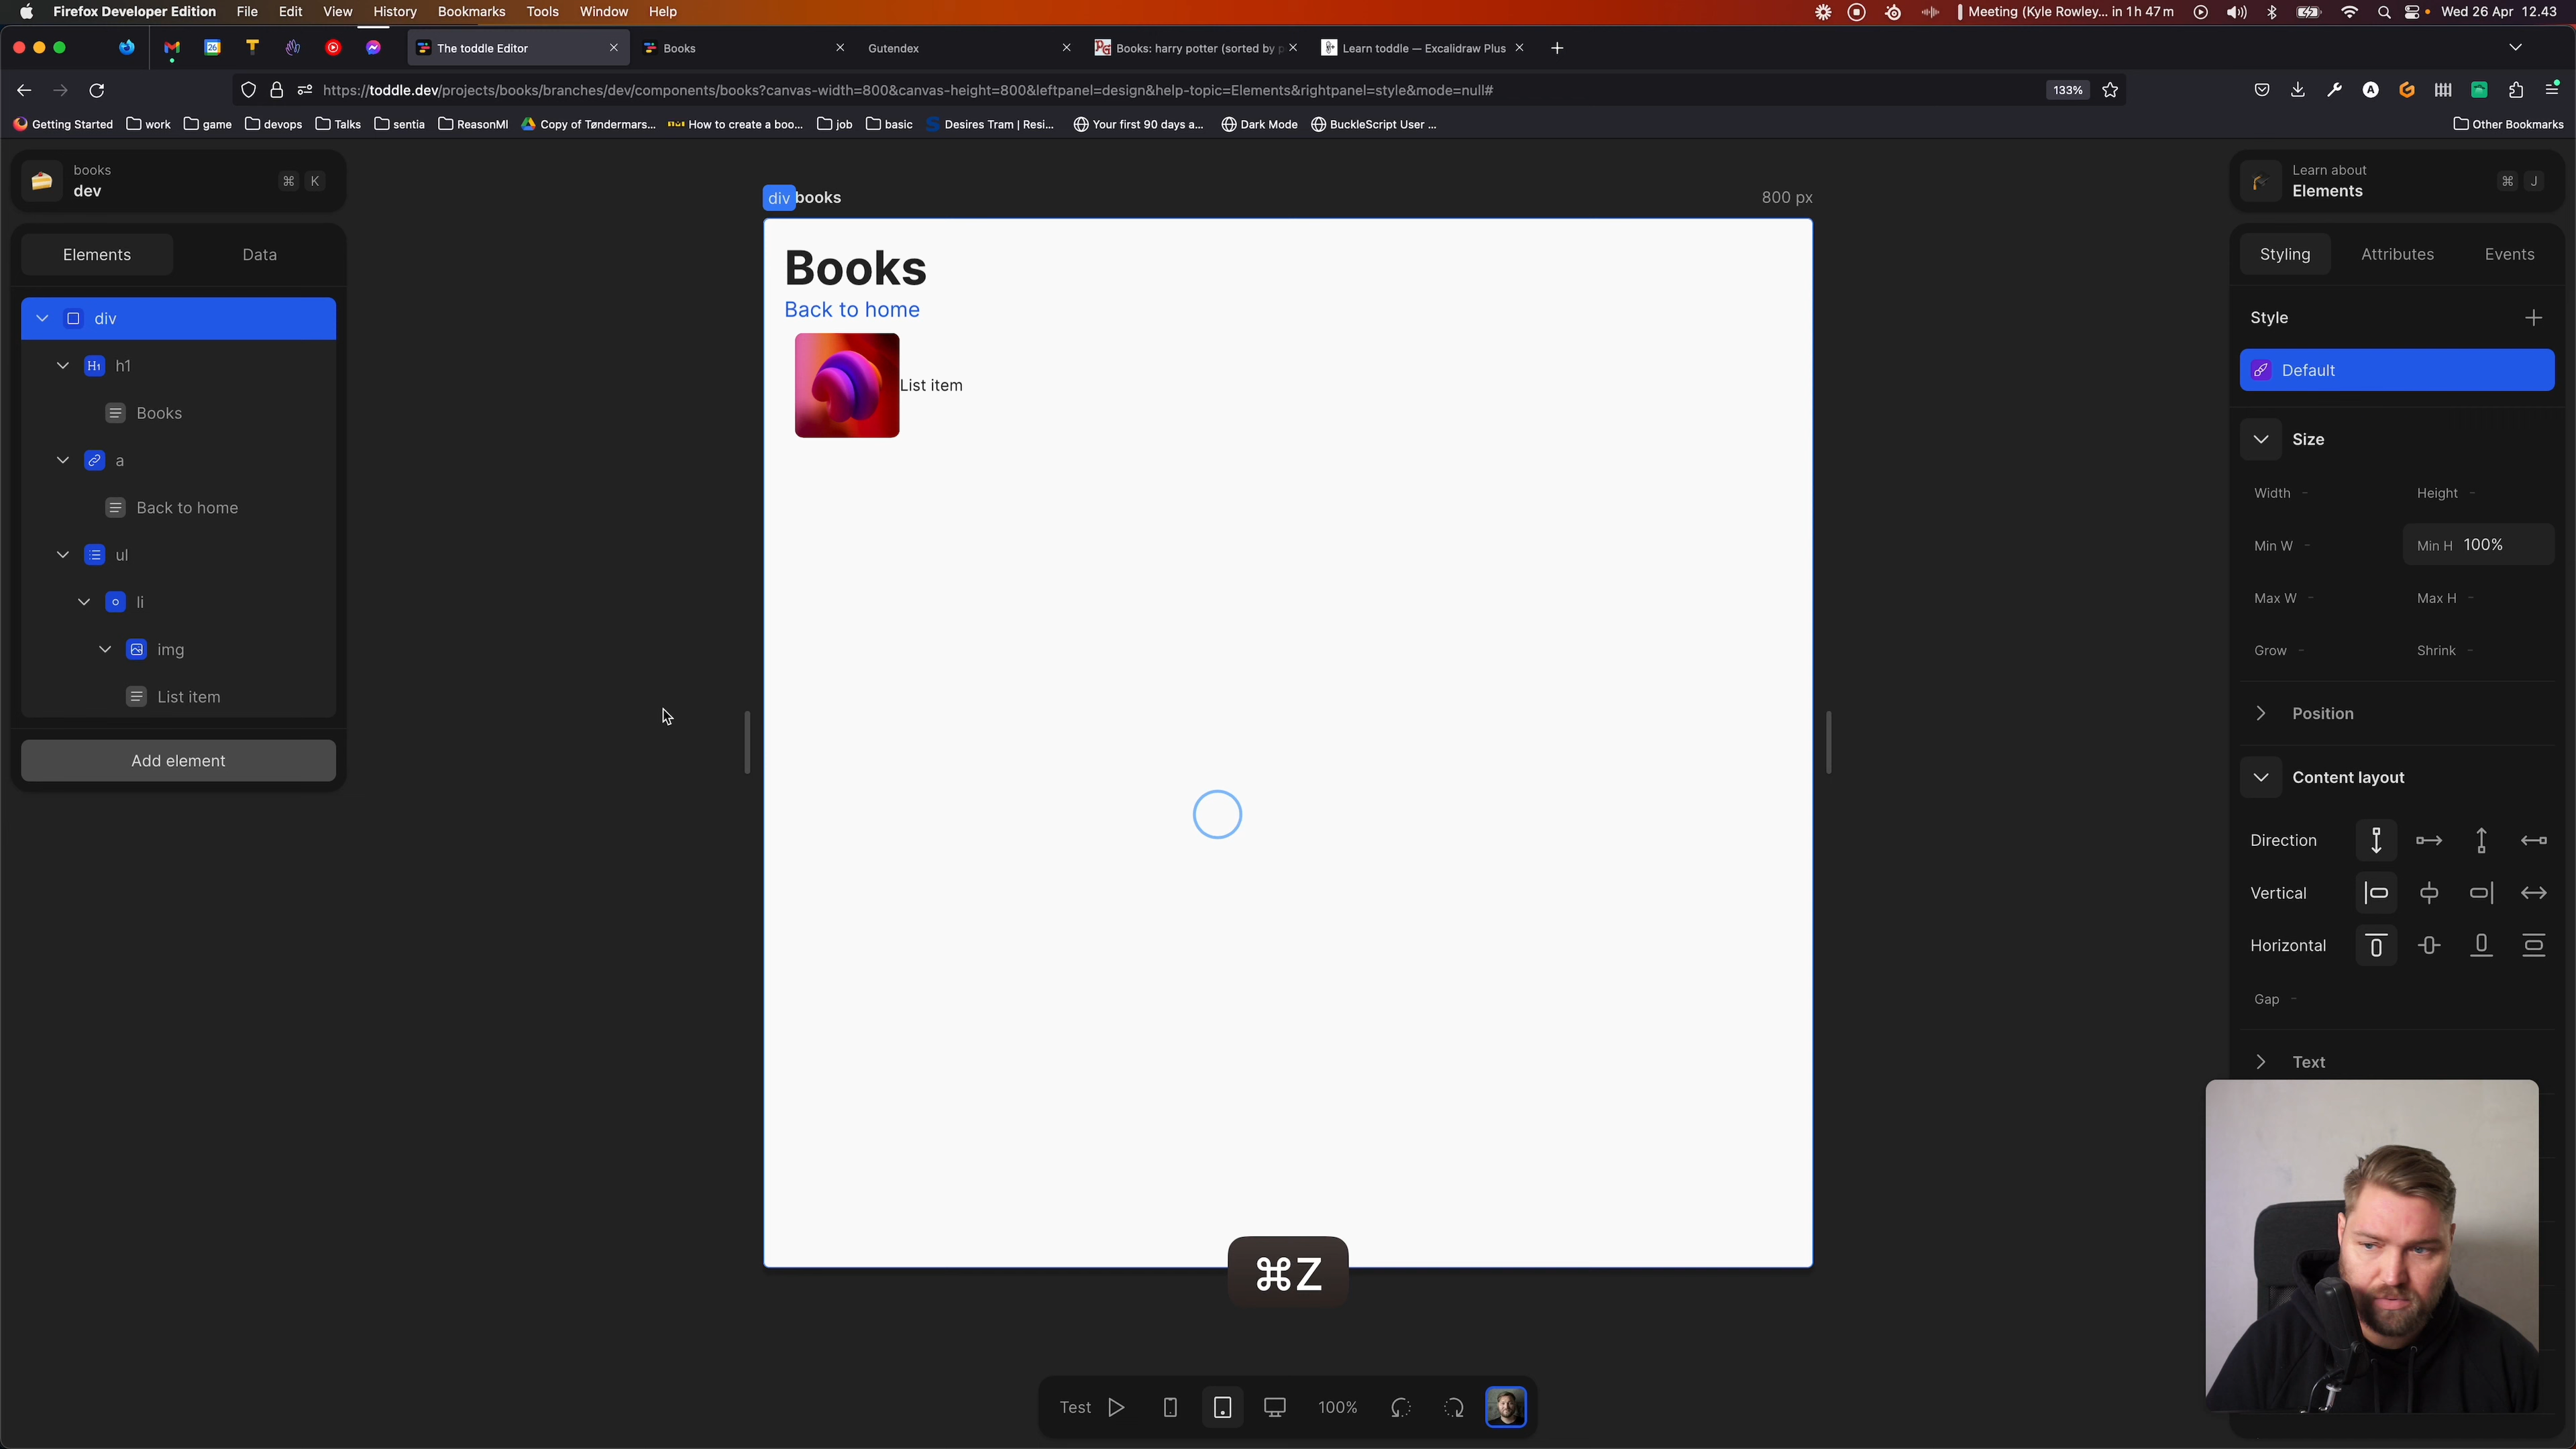 Firefox Developer Edition File Edit View History Bookmarks Tools Window Help Meeting (Kyle Rowley... in 1 h 47 m Wed 26 Apr 12.43
The toddle Editor Books Gutendex Books: harry potter (sorted by p Learn toddle — Excalidraw Plus
https://toddle.dev/projects/books/branches/dev/components/books?canvas-width=800&canvas-height=800&leftpanel=design&help-topic=Elements&rightpanel=style&mode=null# 133%
Getting Started work game devops Talks sentia ReasonMl Copy of Tøndermars... How to create a boo... job basic Desires Tram | Resi... Your first 90 days a... Dark Mode BuckleScript User ... Other Bookmarks
books
dev
⌘ K
Elements Data
div
h1
Books
a
Back to home
ul
li
img
List item
Add element
div books 800 px
Books
Back to home
List item
⌘Z
Test 100%
Learn about
Elements
⌘ J
Styling Attributes Events
Style
Default
Size
Width - Height -
Min W - Min H 100%
Max W - Max H -
Grow - Shrink -
Position
Content layout
Direction
Vertical
Horizontal
Gap -
Text